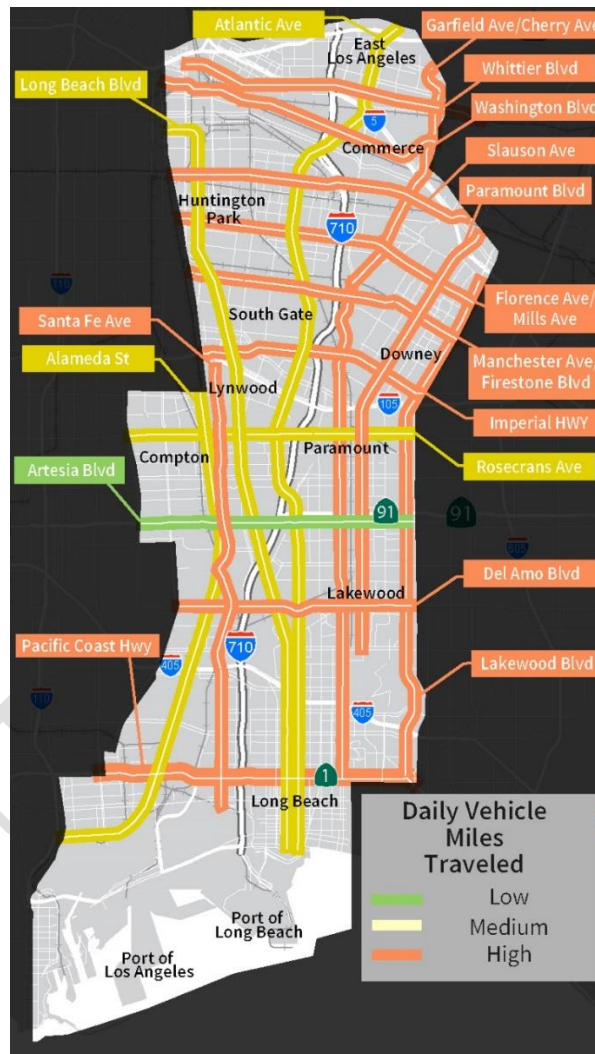 Atlantic Ave
Garfield Ave/Cherry Ave
East
Los Angeles
Whittier Blvd
Long Beach Blvd
Washington Blvd
5
Commerce
Slauson Ave
Paramount Blvd
Huntington
Park
710
Florence Ave/
Mills Ave
South Gate
Santa Fe Ave
Downey
Manchester Ave/
Firestone Blvd
Alameda St
Lynwood
105
Imperial HWY
Compton
Paramount
Rosecrans Ave
Artesia Blvd
91
91
605
110
Del Amo Blvd
Lakewood
Pacific Coast Hwy
710
405
Lakewood Blvd
110
405
1
Long Beach
Daily Vehicle
Miles
Traveled
Low
Medium
High
Port of
Long Beach
Port of
Los Angeles